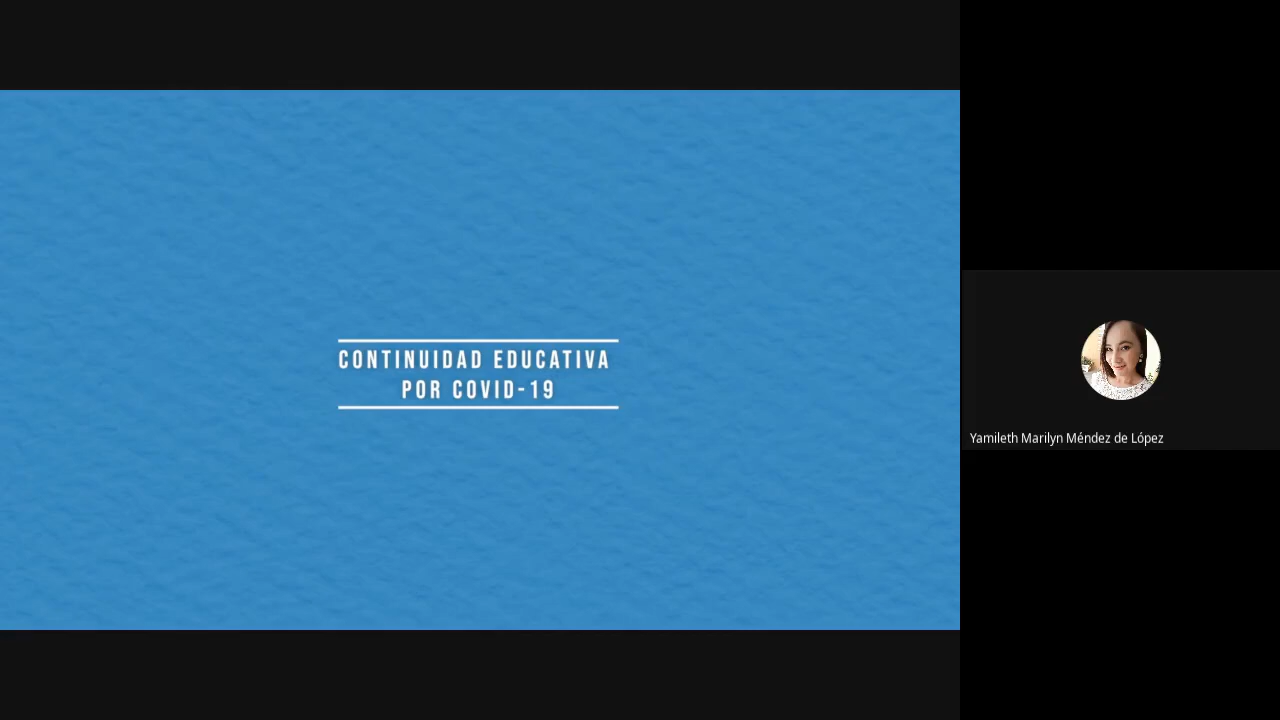 CONTINUIDAD EDUCATIVA
POR COVID-19
Yamileth Marilyn Méndez de López